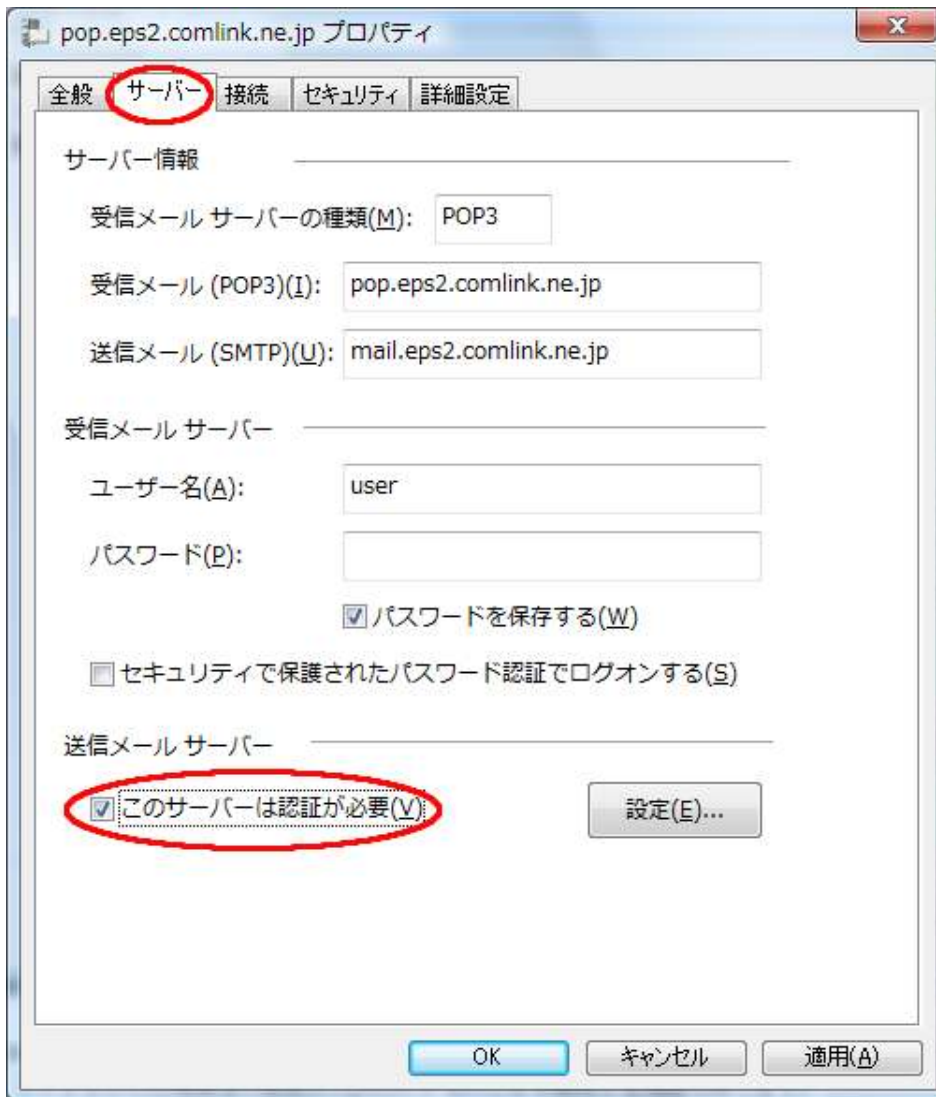 pop.eps2.comlink.ne.jp プロパティ
全般 サーバー 接続 セキュリティ 詳細設定
サーバー情報
受信メール サーバーの種類(M): POP3
受信メール (POP3)(I): pop.eps2.comlink.ne.jp
送信メール (SMTP)(U): mail.eps2.comlink.ne.jp
受信メール サーバー
ユーザー名(A): user
パスワード(P):
パスワードを保存する(W)
セキュリティで保護されたパスワード認証でログオンする(S)
送信メール サーバー
このサーバーは認証が必要(V) 設定(E)...
OK キャンセル 適用(A)